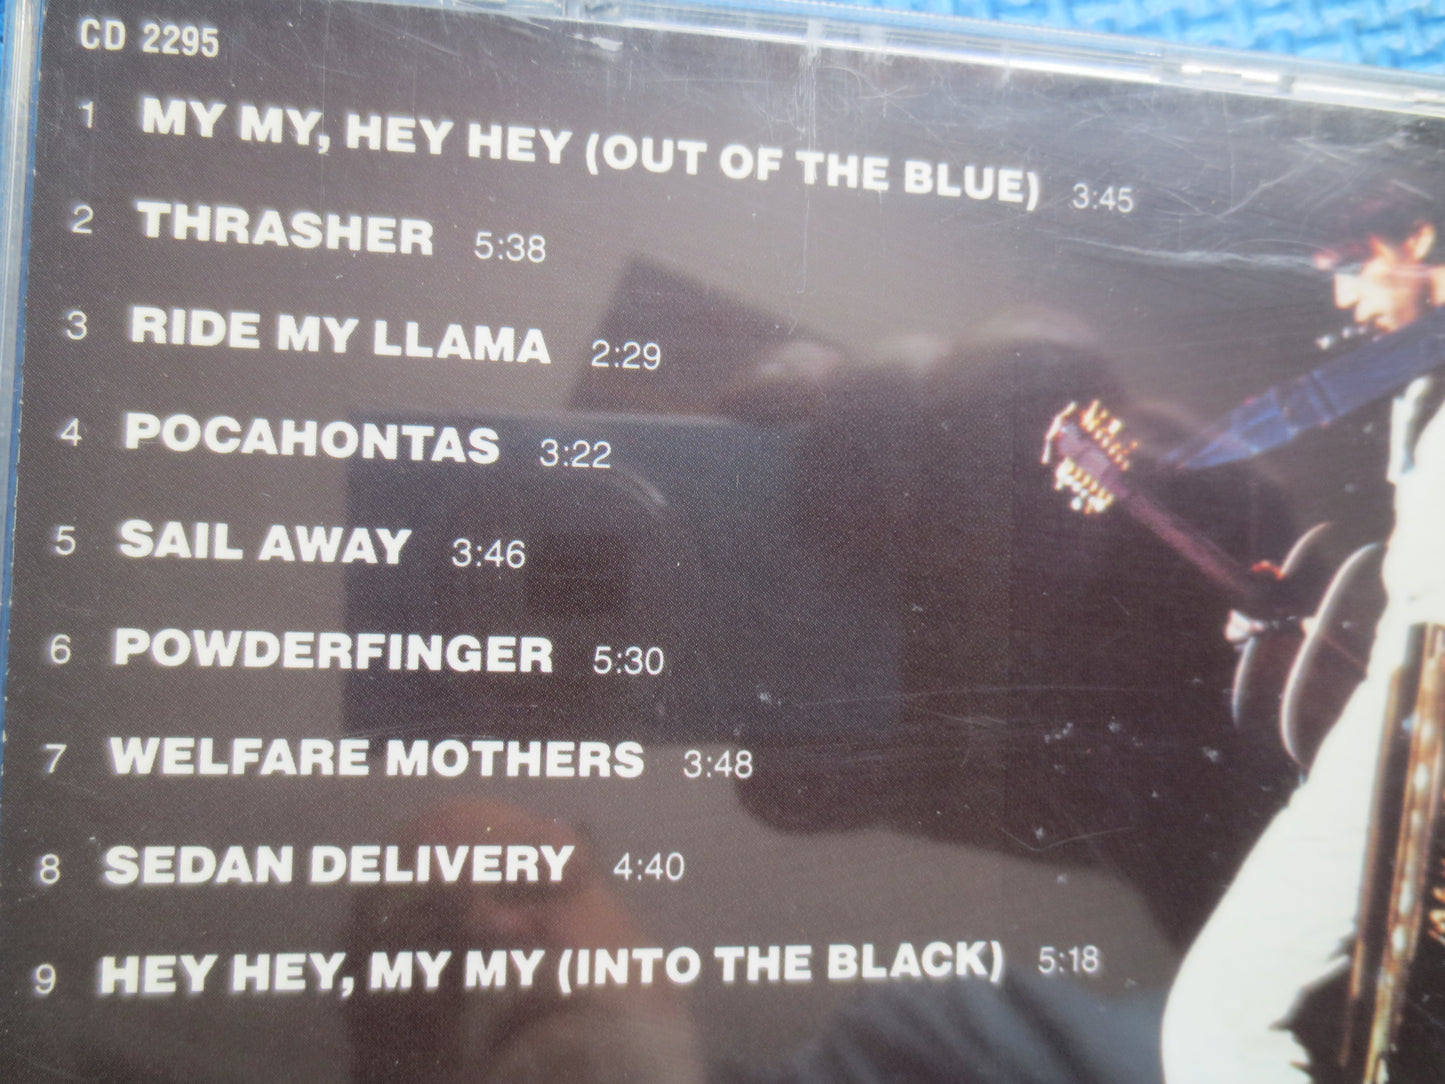 CD 2295
1 MY MY, HEY HEY (OUT OF THE BLUE) 3:45
2 THRASHER 5:38
3 RIDE MY LLAMA 2:29
4 POCAHONTAS 3:22
5 SAIL AWAY 3:46
6 POWDERFINGER 5:30
7 WELFARE MOTHERS 3:48
8 SEDAN DELIVERY 4:40
9 HEY HEY, MY MY (INTO THE BLACK) 5:18